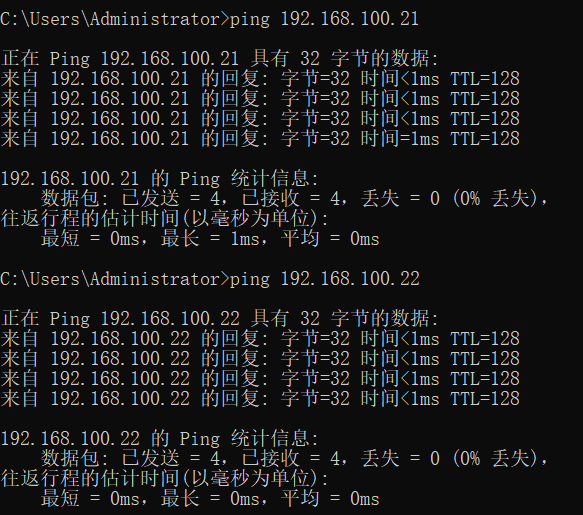 C:\Users\Administrator>ping 192.168.100.21
正在 Ping 192.168.100.21 具有 32 字节的数据:
来自 192.168.100.21 的回复: 字节=32 时间<1ms TTL=128
来自 192.168.100.21 的回复: 字节=32 时间<1ms TTL=128
来自 192.168.100.21 的回复: 字节=32 时间<1ms TTL=128
来自 192.168.100.21 的回复: 字节=32 时间=1ms TTL=128
192.168.100.21 的 Ping 统计信息:
数据包: 已发送 = 4，已接收 = 4，丢失 = 0 (0% 丢失)，
往返行程的估计时间(以毫秒为单位):
最短 = 0ms，最长 = 1ms，平均 = 0ms
C:\Users\Administrator>ping 192.168.100.22
正在 Ping 192.168.100.22 具有 32 字节的数据:
来自 192.168.100.22 的回复: 字节=32 时间<1ms TTL=128
来自 192.168.100.22 的回复: 字节=32 时间<1ms TTL=128
来自 192.168.100.22 的回复: 字节=32 时间<1ms TTL=128
来自 192.168.100.22 的回复: 字节=32 时间<1ms TTL=128
192.168.100.22 的 Ping 统计信息:
数据包: 已发送 = 4，已接收 = 4，丢失 = 0 (0% 丢失)，
往返行程的估计时间(以毫秒为单位):
最短 = 0ms，最长 = 0ms，平均 = 0ms